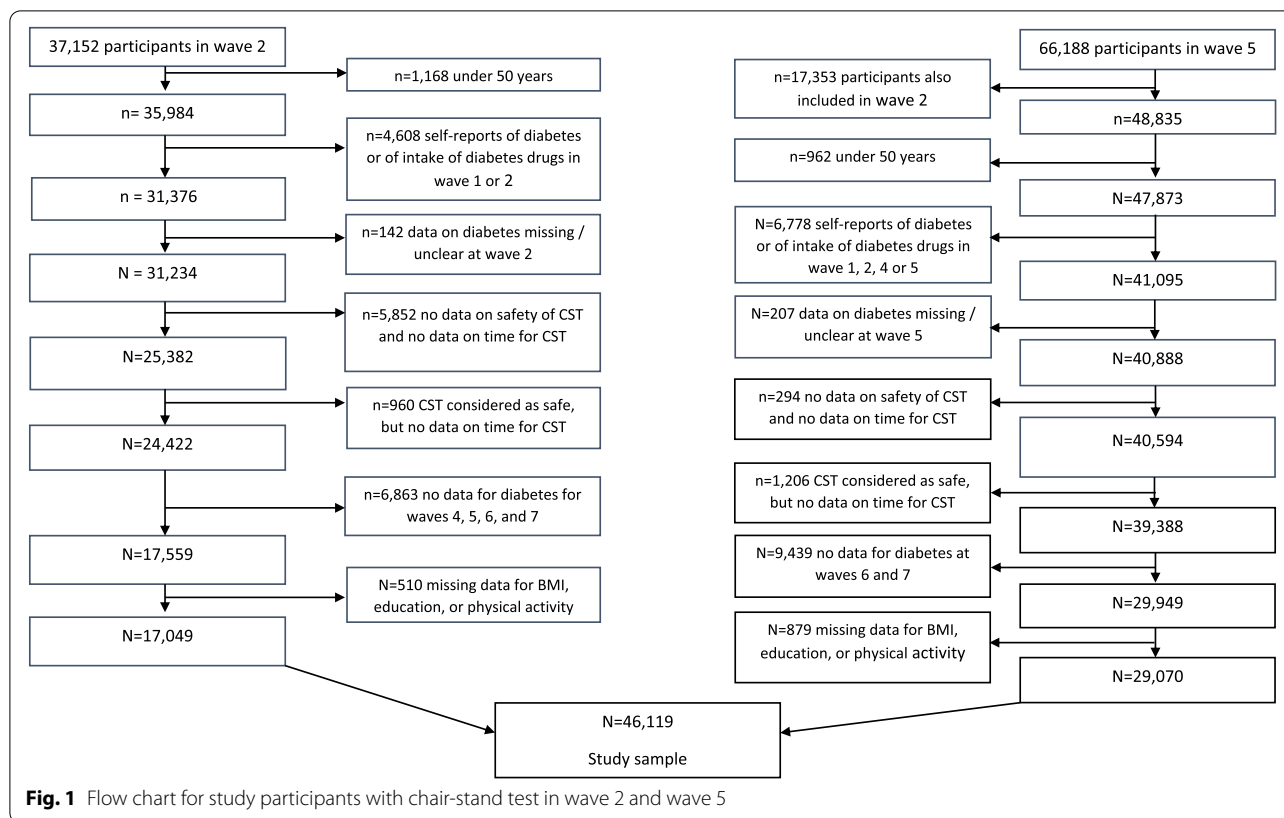 37,152 participants in wave 2
n=1,168 under 50 years
n= 35,984
n=4,608 self-reports of diabetes
or of intake of diabetes drugs in
wave 1 or 2
n = 31,376
n=142 data on diabetes missing /
unclear at wave 2
N = 31,234
n=5,852 no data on safety of CST
and no data on time for CST
N=25,382
n=960 CST considered as safe,
but no data on time for CST
N=24,422
n=6,863 no data for diabetes for
waves 4, 5, 6, and 7
N=17,559
N=510 missing data for BMI,
education, or physical activity
N=17,049
66,188 participants in wave 5
n=17,353 participants also
included in wave 2
n=48,835
n=962 under 50 years
N=47,873
N=6,778 self-reports of diabetes
or of intake of diabetes drugs in
wave 1, 2, 4 or 5
N=41,095
N=207 data on diabetes missing /
unclear at wave 5
N=40,888
n=294 no data on safety of CST
and no data on time for CST
N=40,594
n=1,206 CST considered as safe,
but no data on time for CST
N=39,388
N=9,439 no data for diabetes at
waves 6 and 7
N=29,949
N=879 missing data for BMI,
education, or physical activity
N=29,070
N=46,119
Study sample
Fig. 1 Flow chart for study participants with chair-stand test in wave 2 and wave 5